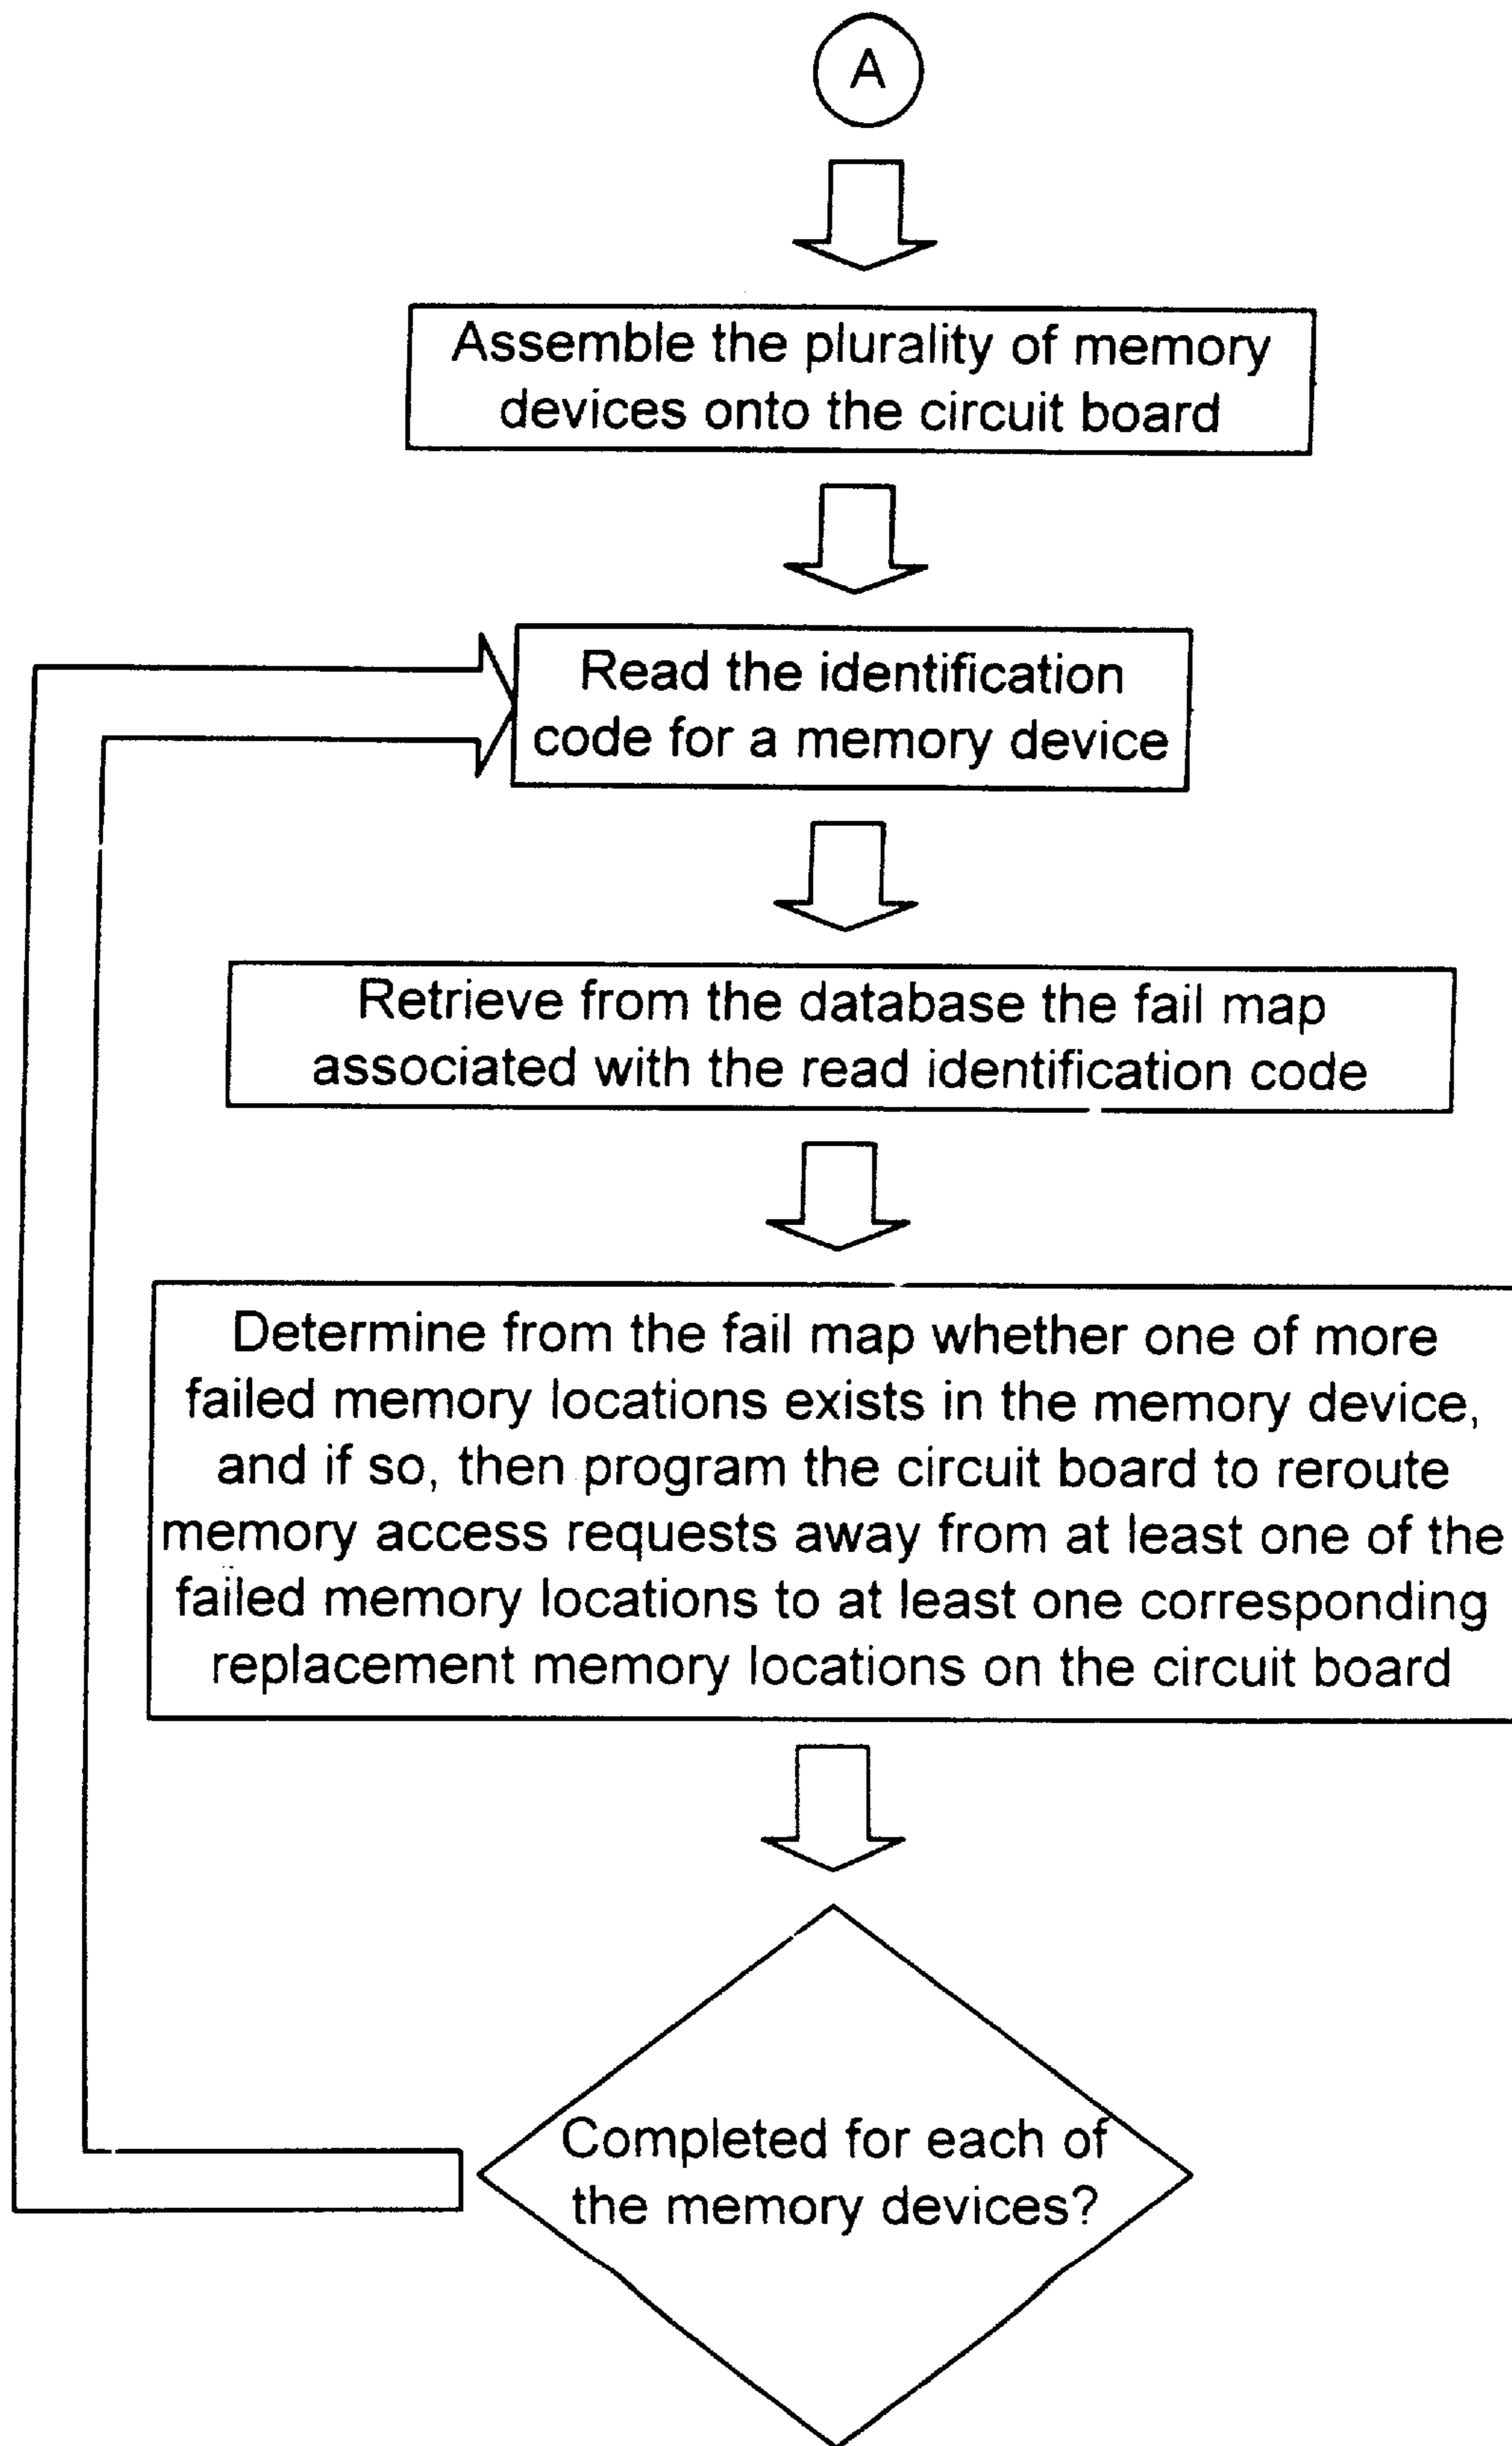 A
Assemble the plurality of memory
devices onto the circuit board
Read the identification
code for a memory device
Retrieve from the database the fail map
associated with the read identification code
Determine from the fail map whether one of more
failed memory locations exists in the memory device,
and if so, then program the circuit board to reroute
memory access requests away from at least one of the
failed memory locations to at least one corresponding
replacement memory locations on the circuit board
Completed for each of
the memory devices?